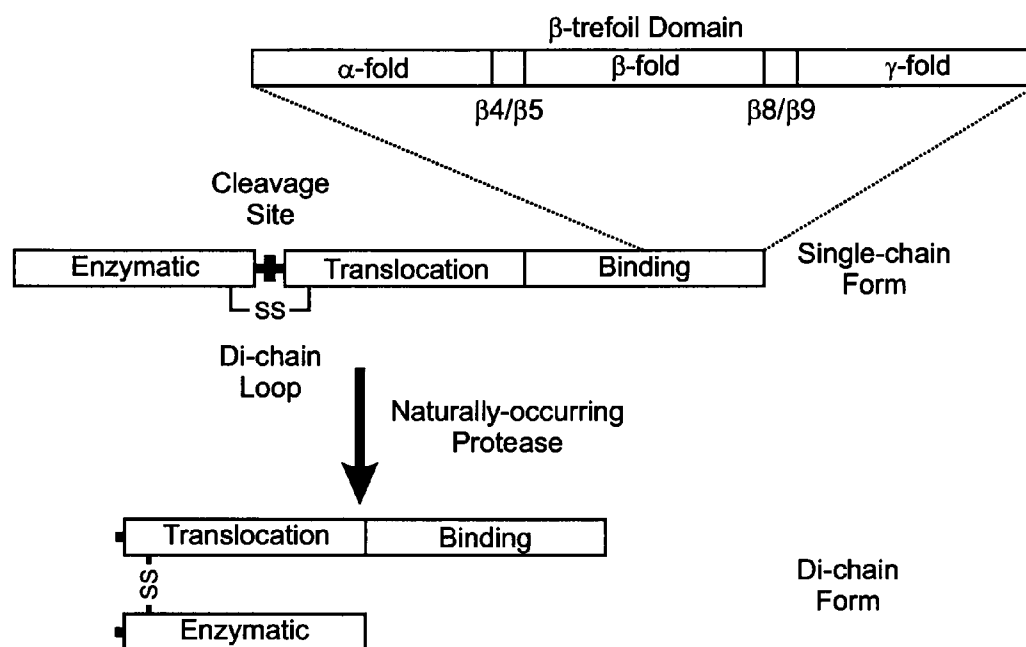 β-trefoil Domain
α-fold
β-fold
γ-fold
β4/β5
β8/β9
Cleavage
Site
Enzymatic
Translocation
Binding
Single-chain
Form
SS
Di-chain
Loop
Naturally-occurring
Protease
Translocation
Binding
SS
Di-chain
Form
Enzymatic